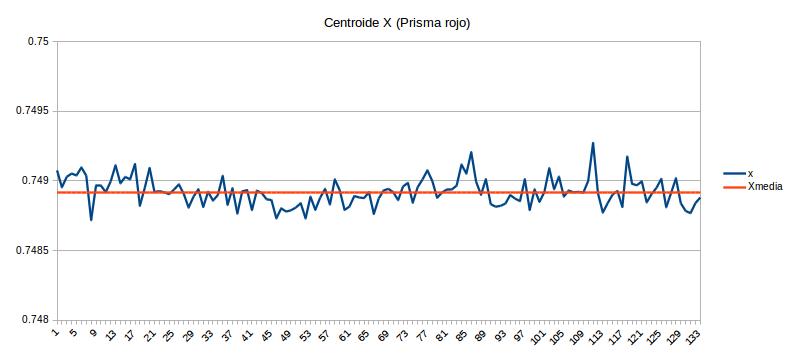 Centroide X (Prisma rojo)
0.75
0.7495
0.749
0.7485
0.748
x
Xmedia
1 5 9 13 17 21 25 29 33 37 41 45 49 53 57 61 65 69 73 77 81 85 89 93 97 101 105 109 113 117 121 125 129 133